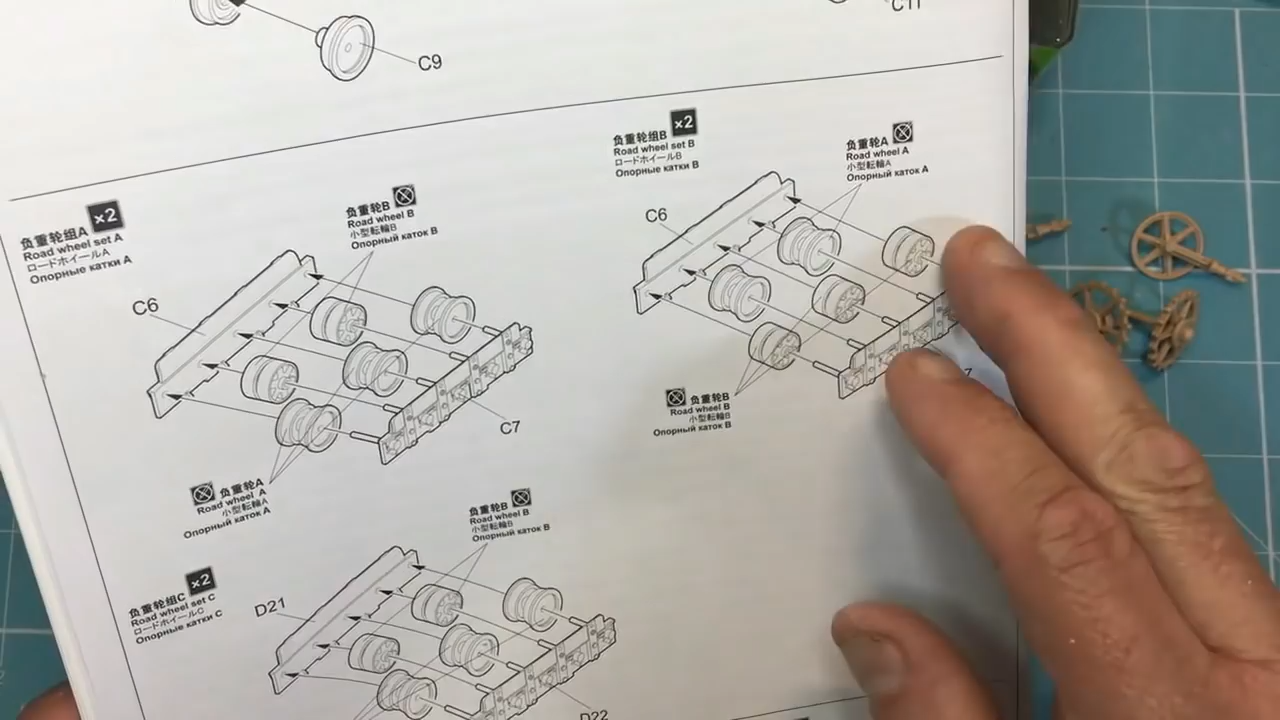 C11
C9
×2
负重轮组B
Road wheel set B
ロードホイールB
Опорные катки B
负重轮A
Road wheel A
小型転輪A
Опорный каток A
C6
负重轮B
Road wheel B
小型転輪B
Опорный каток B
7
×2
负重轮组A
Road wheel set A
ロードホイールA
Опорные катки A
负重轮B
Road wheel B
小型転輪B
Опорный каток B
C6
C7
负重轮A
Road wheel A
小型転輪A
Опорный каток A
×2
负重轮组C
Road wheel set C
ロードホイールC
Опорные катки C
负重轮B
Road wheel B
小型転輪B
Опорный каток B
D21
D22